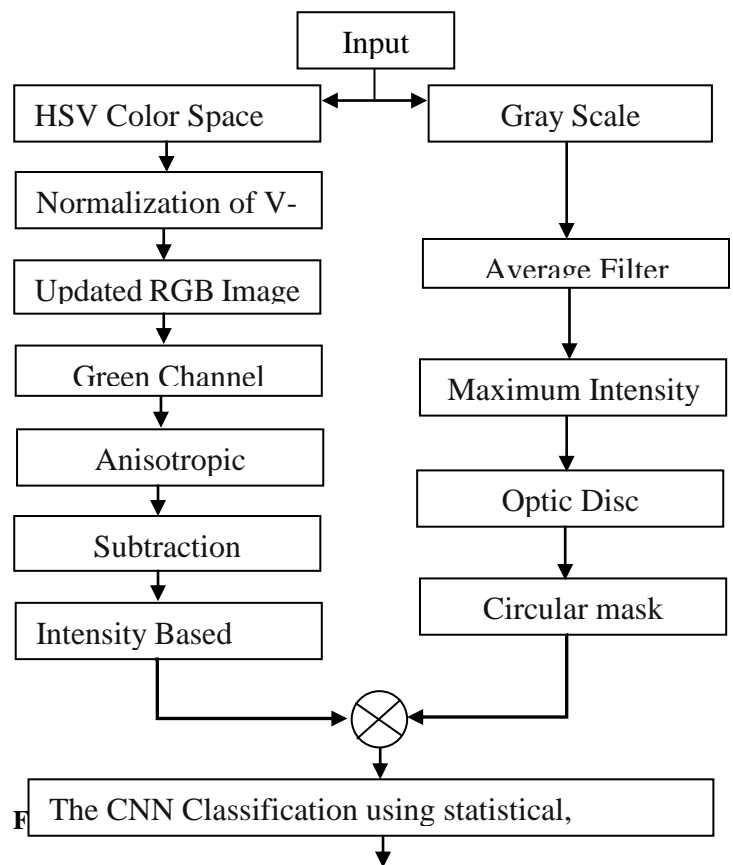 Input
HSV Color Space
Gray Scale
Normalization of V-
Average Filter
Updated RGB Image
Green Channel
Maximum Intensity
Anisotropic
Optic Disc
Subtraction
Circular mask
Intensity Based
The CNN Classification using statistical,
F